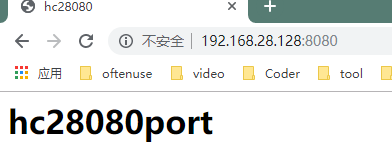 hc28080
不安全 192.168.28.128:8080
应用 oftenuse video Coder tool
hc28080port